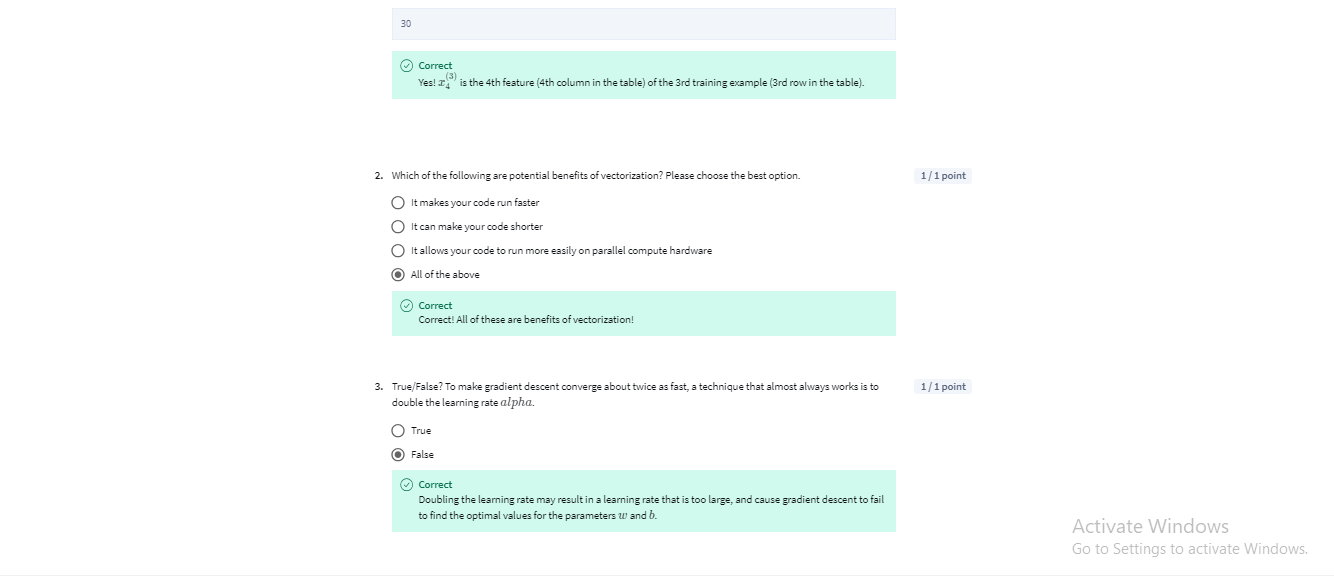 30
Correct
Yes! x₄⁽³⁾ is the 4th feature (4th column in the table) of the 3rd training example (3rd row in the table).
2. Which of the following are potential benefits of vectorization? Please choose the best option.
1 / 1 point
It makes your code run faster
It can make your code shorter
It allows your code to run more easily on parallel compute hardware
All of the above
Correct
Correct! All of these are benefits of vectorization!
3. True/False? To make gradient descent converge about twice as fast, a technique that almost always works is to
double the learning rate alpha.
1 / 1 point
True
False
Correct
Doubling the learning rate may result in a learning rate that is too large, and cause gradient descent to fail
to find the optimal values for the parameters w and b.
Activate Windows
Go to Settings to activate Windows.